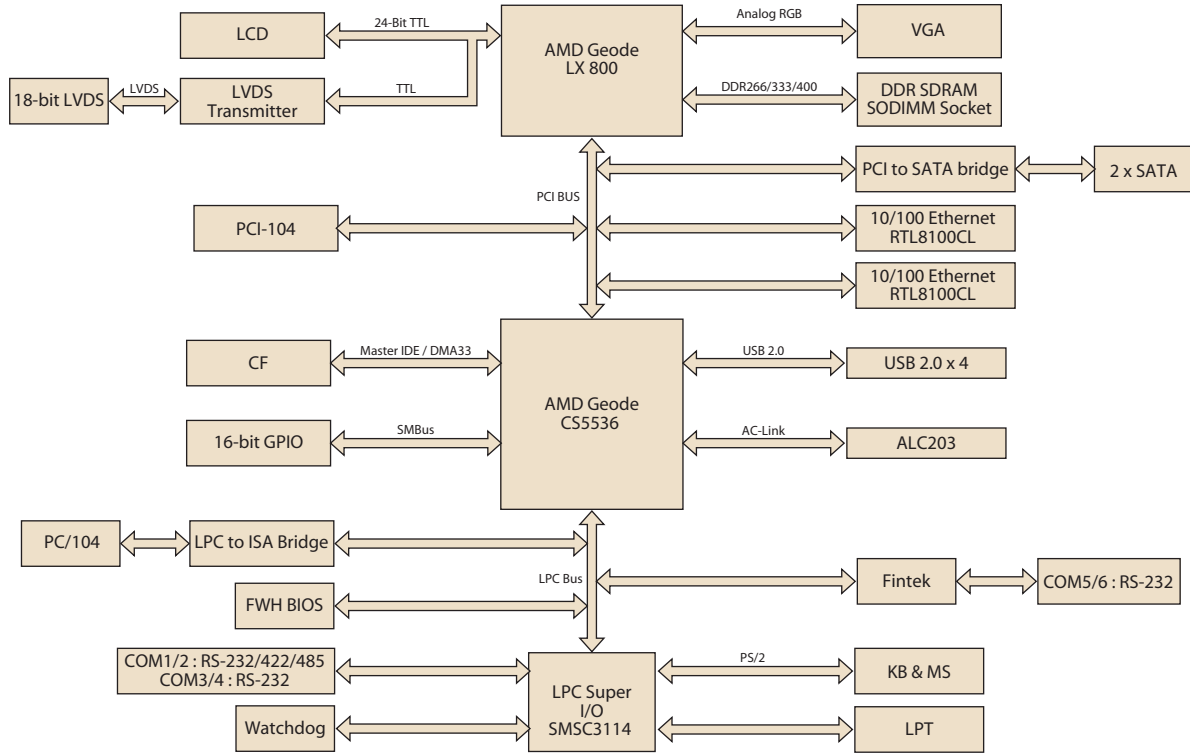 LCD
24-Bit TTL
AMD Geode
LX 800
Analog RGB
VGA
18-bit LVDS
LVDS
LVDS
Transmitter
TTL
DDR266/333/400
DDR SDRAM
SODIMM Socket
PCI to SATA bridge
2 x SATA
PCI BUS
PCI-104
10/100 Ethernet
RTL8100CL
10/100 Ethernet
RTL8100CL
CF
Master IDE / DMA33
AMD Geode
CS5536
USB 2.0
USB 2.0 x 4
16-bit GPIO
SMBus
AC-Link
ALC203
PC/104
LPC to ISA Bridge
LPC Bus
Fintek
COM5/6 : RS-232
FWH BIOS
COM1/2 : RS-232/422/485
COM3/4 : RS-232
LPC Super
I/O
SMSC3114
PS/2
KB & MS
Watchdog
LPT